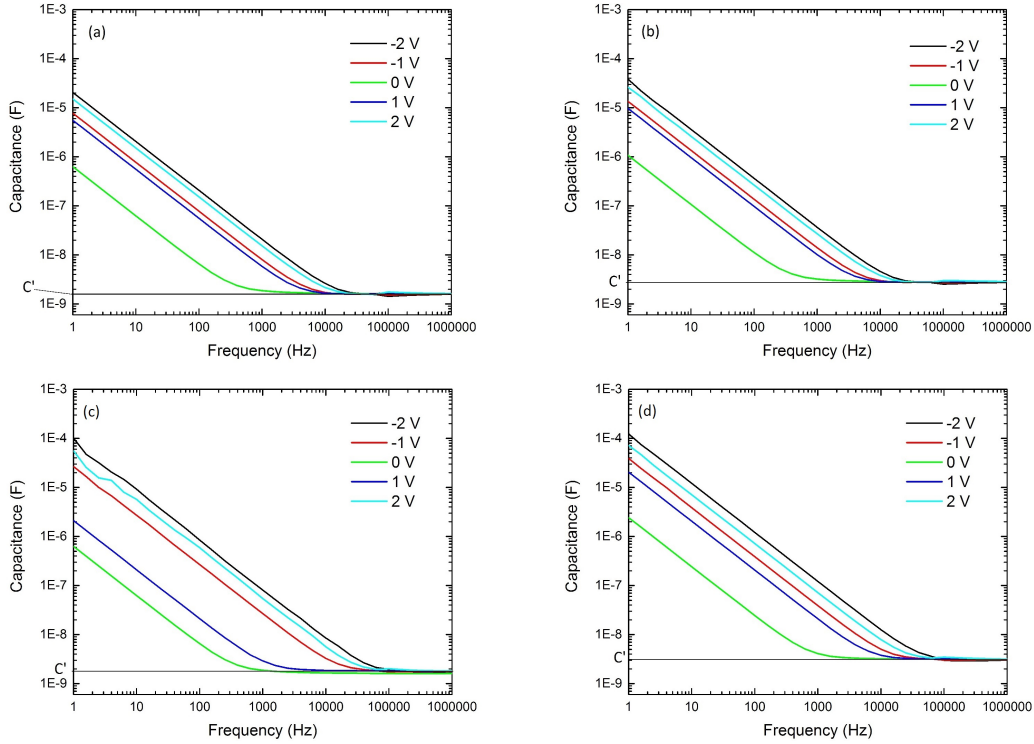 (a)
-2 V
-1 V
0 V
1 V
2 V
1E-3
1E-4
1E-5
1E-6
1E-7
1E-8
1E-9
C'
Capacitance (F)
1 10 100 1000 10000 100000 1000000
Frequency (Hz)
(b)
-2 V
-1 V
0 V
1 V
2 V
1E-3
1E-4
1E-5
1E-6
1E-7
1E-8
C'
1E-9
Capacitance (F)
1 10 100 1000 10000 100000 1000000
Frequency (Hz)
(c)
-2 V
-1 V
0 V
1 V
2 V
1E-3
1E-4
1E-5
1E-6
1E-7
1E-8
C'
1E-9
Capacitance (F)
1 10 100 1000 10000 100000 1000000
Frequency (Hz)
(d)
-2 V
-1 V
0 V
1 V
2 V
1E-3
1E-4
1E-5
1E-6
1E-7
1E-8
C'
1E-9
Capacitance (F)
1 10 100 1000 10000 100000 1000000
Frequency (Hz)